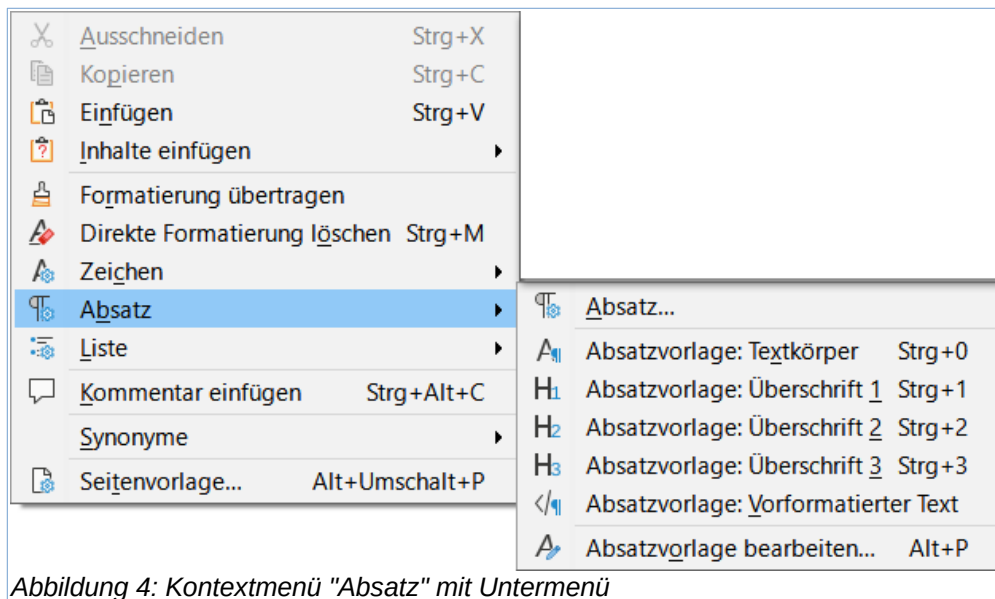 Ausschneiden Strg+X
Kopieren Strg+C
Einfügen Strg+V
Inhalte einfügen
Formatierung übertragen
Direkte Formatierung löschen Strg+M
Zeichen
Absatz
Liste
Kommentar einfügen Strg+Alt+C
Synonyme
Seitenvorlage... Alt+Umschalt+P
Absatz...
Absatzvorlage: Textkörper Strg+0
Absatzvorlage: Überschrift 1 Strg+1
Absatzvorlage: Überschrift 2 Strg+2
Absatzvorlage: Überschrift 3 Strg+3
Absatzvorlage: Vorformatierter Text
Absatzvorlage bearbeiten... Alt+P
Abbildung 4: Kontextmenü "Absatz" mit Untermenü